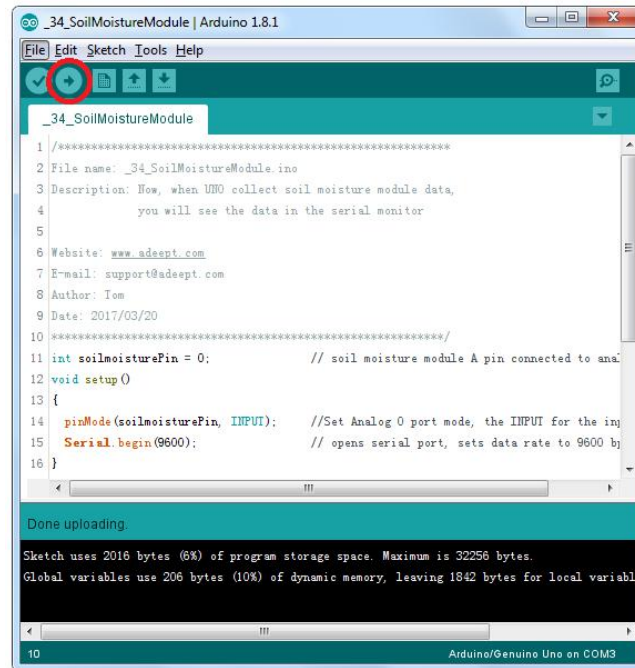 _34_SoilMoistureModule | Arduino 1.8.1
File Edit Sketch Tools Help
_34_SoilMoistureModule
1 /***********************************************************
2 File name: _34_SoilMoistureModule.ino
3 Description: Now, when UNO collect soil moisture module data,
4 you will see the data in the serial monitor
5
6 Website: www.adeept.com
7 E-mail: support@adeept.com
8 Author: Tom
9 Date: 2017/03/20
10 ***********************************************************/
11 int soilmoisturePin = 0; // soil moisture module A pin connected to
12 void setup()
13 {
14 pinMode(soilmoisturePin, INPUT); //Set Analog 0 port mode, the INPUT for the
15 Serial.begin(9600); // opens serial port, sets data rate to 9600
16 }
Done uploading.
Sketch uses 2016 bytes (6%) of program storage space. Maximum is 32256 bytes.
Global variables use 206 bytes (10%) of dynamic memory, leaving 1842 bytes for local
10 Arduino/Genuino Uno on COM3